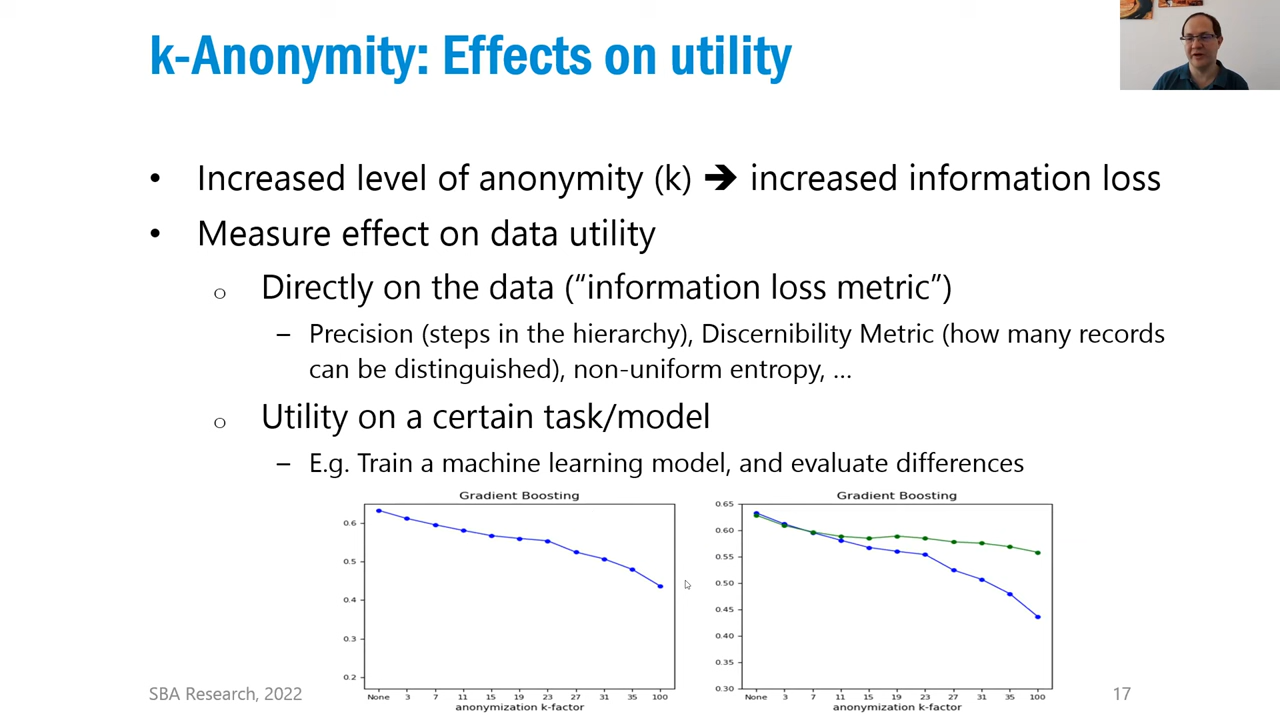 k-Anonymity: Effects on utility
• Increased level of anonymity (k) ➔ increased information loss
• Measure effect on data utility
o Directly on the data (“information loss metric”)
– Precision (steps in the hierarchy), Discernibility Metric (how many records
can be distinguished), non-uniform entropy, ...
o Utility on a certain task/model
– E.g. Train a machine learning model, and evaluate differences
Gradient Boosting
0.6
0.5
0.4
0.3
0.2
None 3 7 11 15 19 23 27 31 35 100
anonymization k-factor
Gradient Boosting
0.65
0.60
0.55
0.50
0.45
0.40
0.35
0.30
None 3 7 11 15 19 23 27 31 35 100
anonymization k-factor
SBA Research, 2022
17